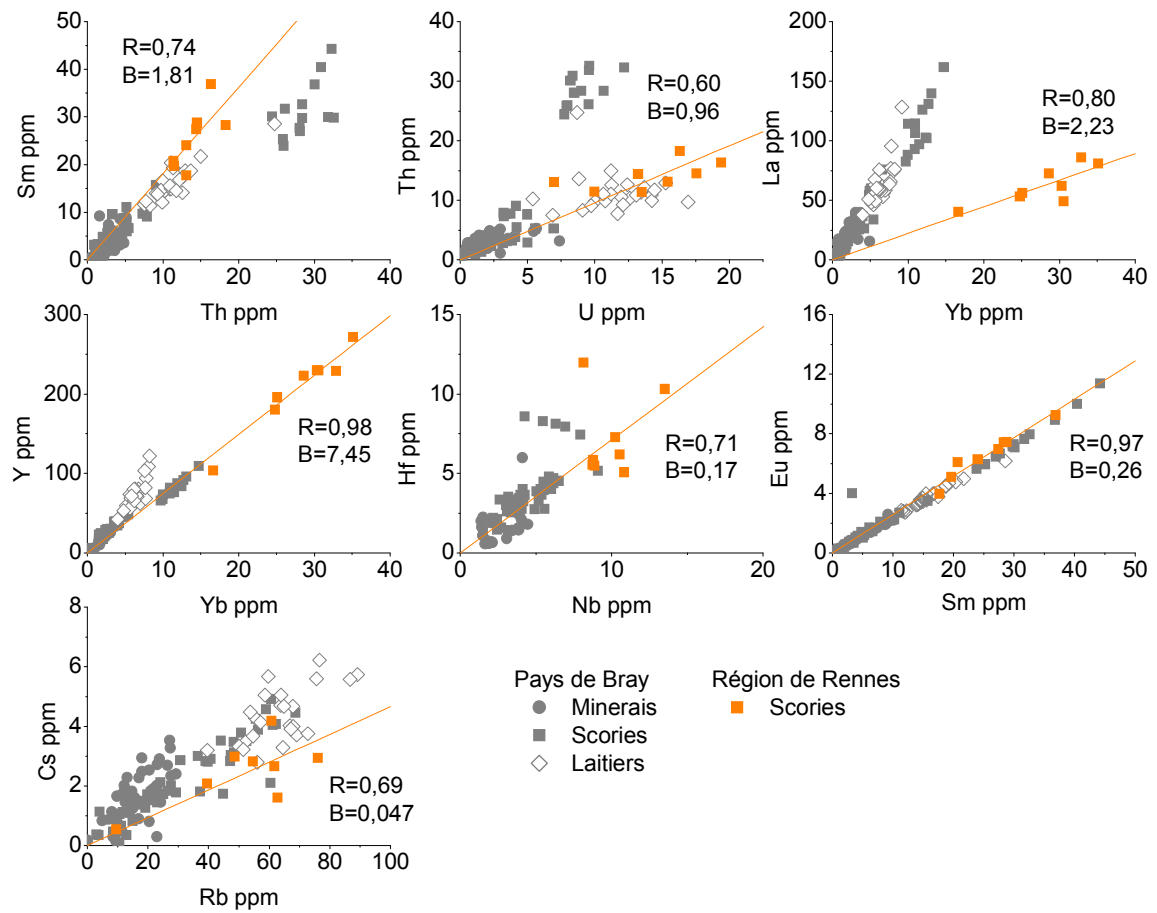 50
40
30
20
10
0
Sm ppm
R=0,74
B=1,81
0 10 20 30 40
Th ppm
40
30
20
10
0
Th ppm
R=0,60
B=0,96
0 5 10 15 20
U ppm
200
150
100
50
0
La ppm
R=0,80
B=2,23
0 10 20 30 40
Yb ppm
300
200
100
0
Y ppm
R=0,98
B=7,45
0 10 20 30 40
Yb ppm
15
10
5
0
Hf ppm
R=0,71
B=0,17
0 10 20
Nb ppm
16
12
8
4
0
Eu ppm
R=0,97
B=0,26
0 10 20 30 40 50
Sm ppm
8
6
4
2
0
Cs ppm
R=0,69
B=0,047
0 20 40 60 80 100
Rb ppm
Pays de Bray
Minerais
Scories
Laitiers
Région de Rennes
Scories